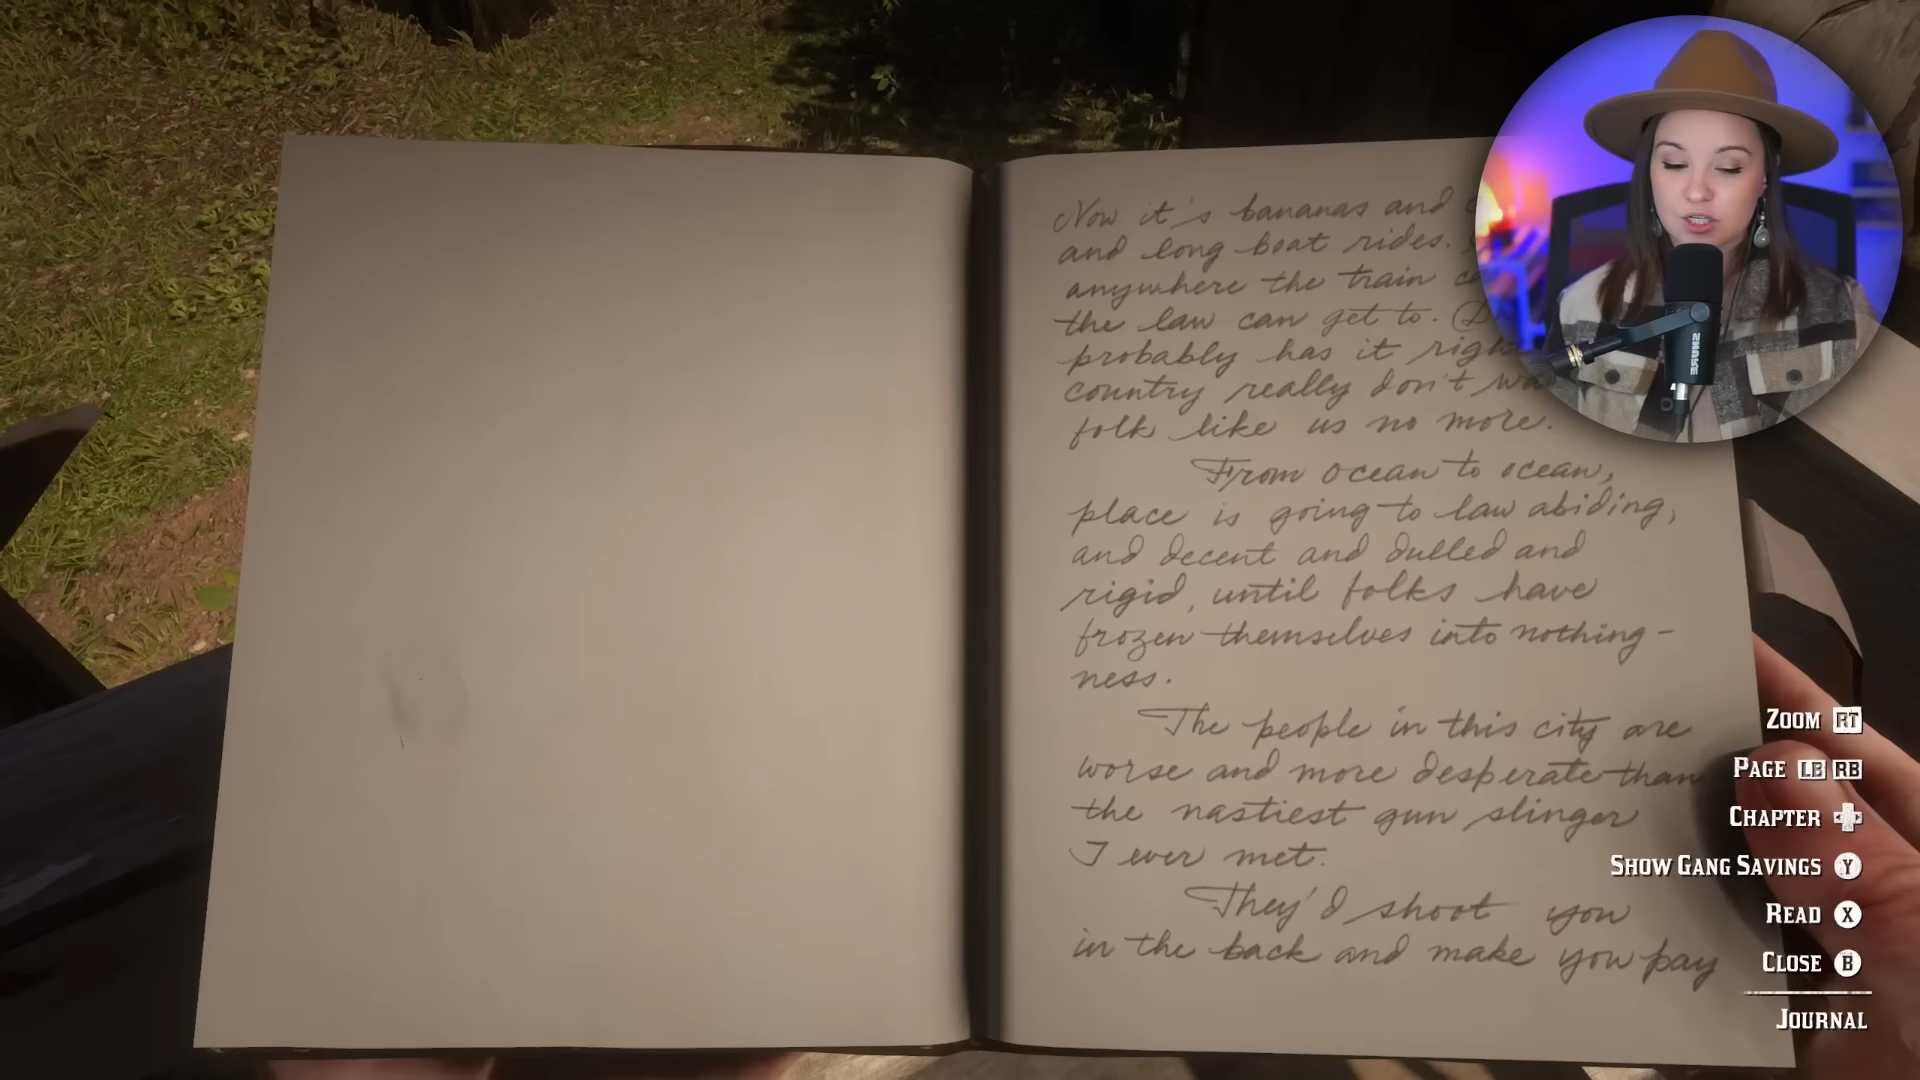 Now it's bananas and
and long boat rides.
anywhere the train
the law can get to.
probably has it
country really don't
folk like us no more.
From ocean to ocean,
place is going to law abiding,
and decent and dulled and
rigid, until folks have
frozen themselves into nothing-
ness.
The people in this city are
worse and more desperate than
the nastiest gun slinger
I ever met.
They'd shoot you
in the back and make you pay
SHURE
ZOOM RT
PAGE LB RB
CHAPTER
SHOW GANG SAVINGS Y
READ X
CLOSE B
JOURNAL